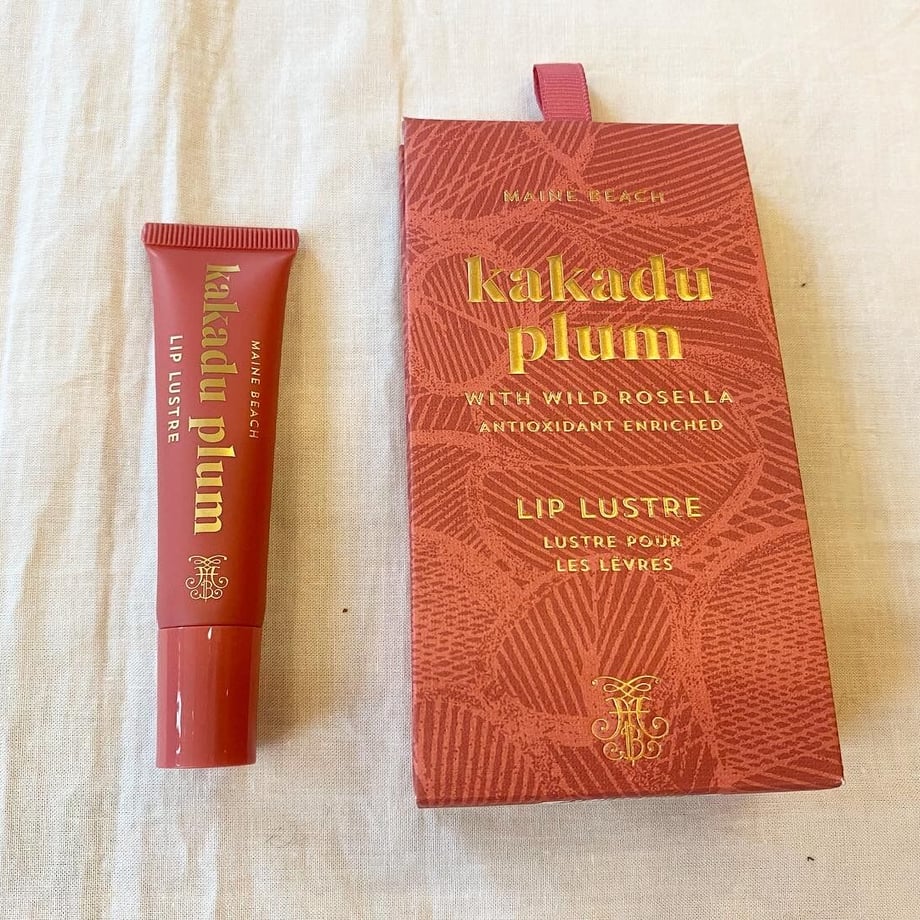 MAINE BEACH
kakadu plum
LIP LUSTRE
MAINE BEACH
kakadu
plum
WITH WILD ROSELLA
ANTIOXIDANT ENRICHED
LIP LUSTRE
LUSTRE POUR
LES LÈVRES